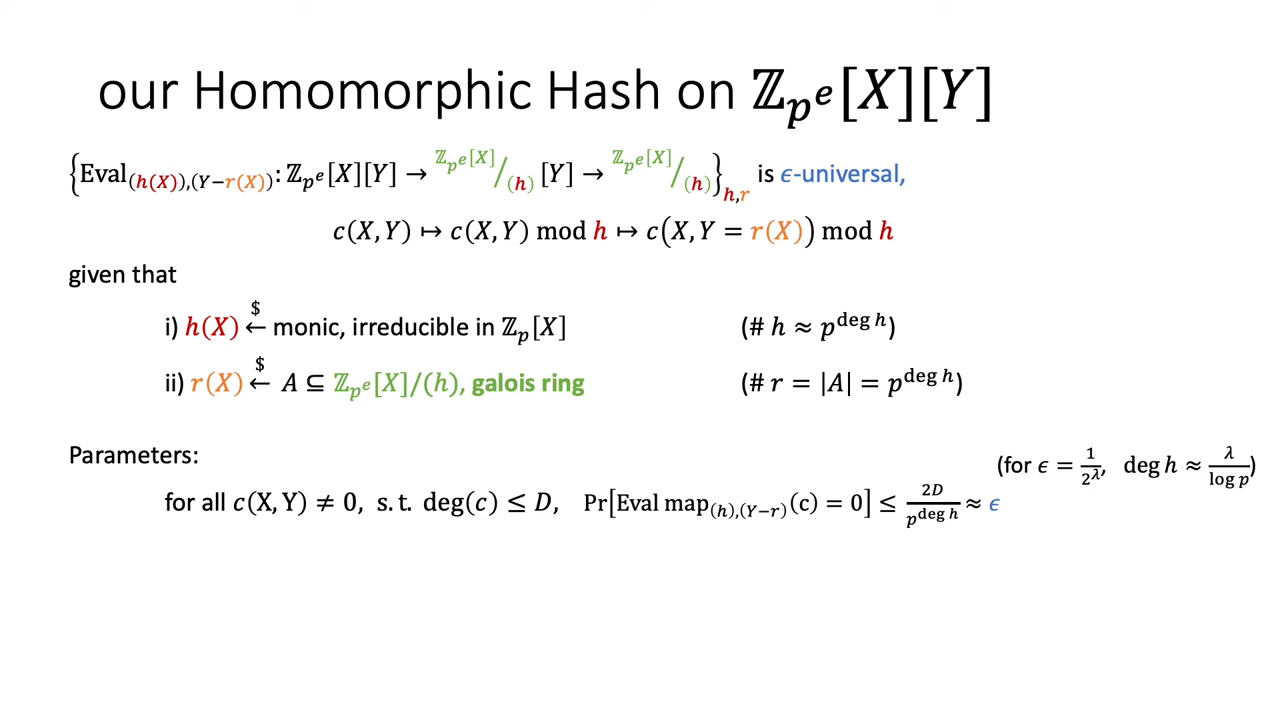 our Homomorphic Hash on ℤ_{p^e}[X][Y]
{Eval_{(h(X)),(Y−r(X))}: ℤ_{p^e}[X][Y] → ℤ_{p^e}[X]/(h) [Y] → ℤ_{p^e}[X]/(h)}_{h,r} is ϵ-universal,
c(X, Y) ↦ c(X, Y) mod h ↦ c(X, Y = r(X)) mod h
given that
i) h(X) ←$ monic, irreducible in ℤ_p[X] (# h ≈ p^{deg h})
ii) r(X) ←$ A ⊆ ℤ_{p^e}[X]/(h), galois ring (# r = |A| = p^{deg h})
Parameters:
(for ϵ = 1/2^λ, deg h ≈ λ/log p)
for all c(X, Y) ≠ 0, s. t. deg(c) ≤ D, Pr[Eval map_{(h),(Y−r)}(c) = 0] ≤ 2D/p^{deg h} ≈ ϵ